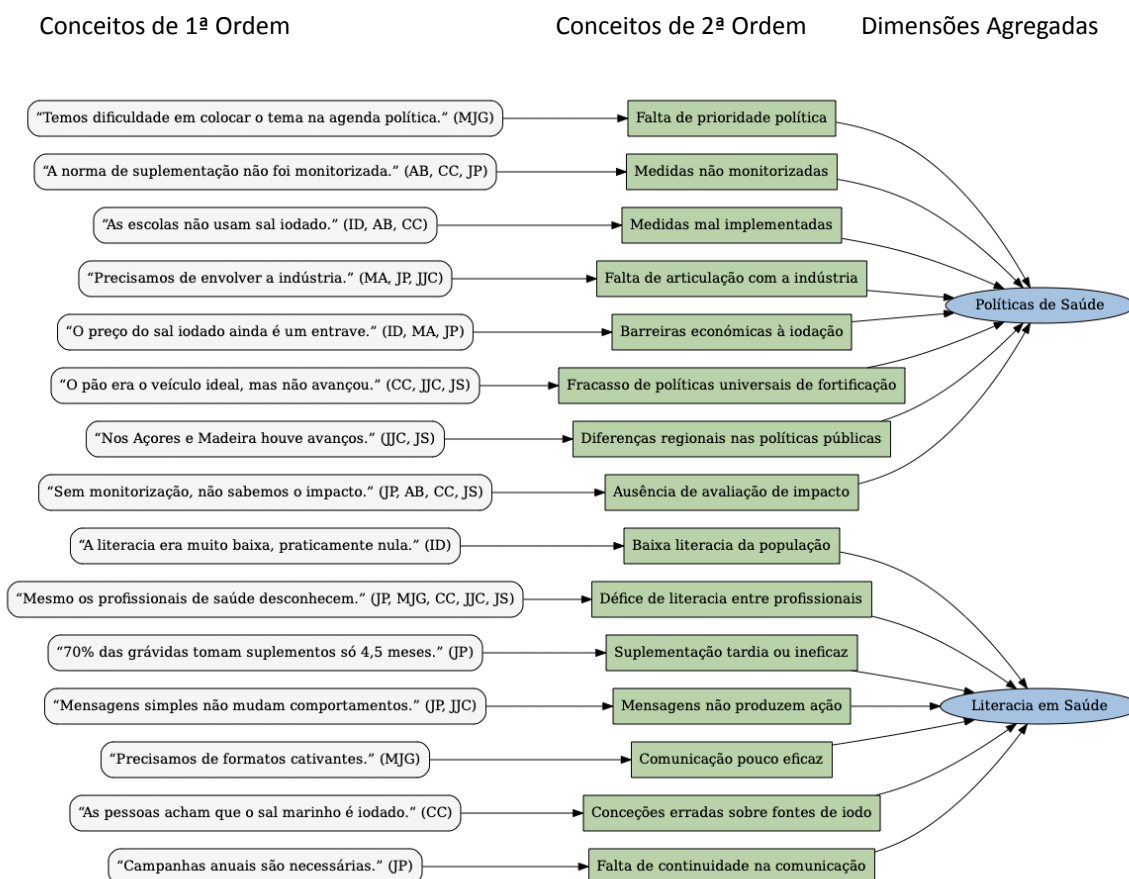 Conceitos de 1ª Ordem
Conceitos de 2ª Ordem
Dimensões Agregadas
“Temos dificuldade em colocar o tema na agenda política.” (MJG)
Falta de prioridade política
“A norma de suplementação não foi monitorizada.” (AB, CC, JP)
Medidas não monitorizadas
“As escolas não usam sal iodado.” (ID, AB, CC)
Medidas mal implementadas
“Precisamos de envolver a indústria.” (MA, JP, JJC)
Falta de articulação com a indústria
Políticas de Saúde
“O preço do sal iodado ainda é um entrave.” (ID, MA, JP)
Barreiras económicas à iodação
“O pão era o veículo ideal, mas não avançou.” (CC, JJC, JS)
Fracasso de políticas universais de fortificação
“Nos Açores e Madeira houve avanços.” (JJC, JS)
Diferenças regionais nas políticas públicas
“Sem monitorização, não sabemos o impacto.” (JP, AB, CC, JS)
Ausência de avaliação de impacto
“A literacia era muito baixa, praticamente nula.” (ID)
Baixa literacia da população
“Mesmo os profissionais de saúde desconhecem.” (JP, MJG, CC, JJC, JS)
Défice de literacia entre profissionais
“70% das grávidas tomam suplementos só 4,5 meses.” (JP)
Suplementação tardia ou ineficaz
“Mensagens simples não mudam comportamentos.” (JP, JJC)
Mensagens não produzem ação
Literacia em Saúde
“Precisamos de formatos cativantes.” (MJG)
Comunicação pouco eficaz
“As pessoas acham que o sal marinho é iodado.” (CC)
Conceções erradas sobre fontes de iodo
“Campanhas anuais são necessárias.” (JP)
Falta de continuidade na comunicação